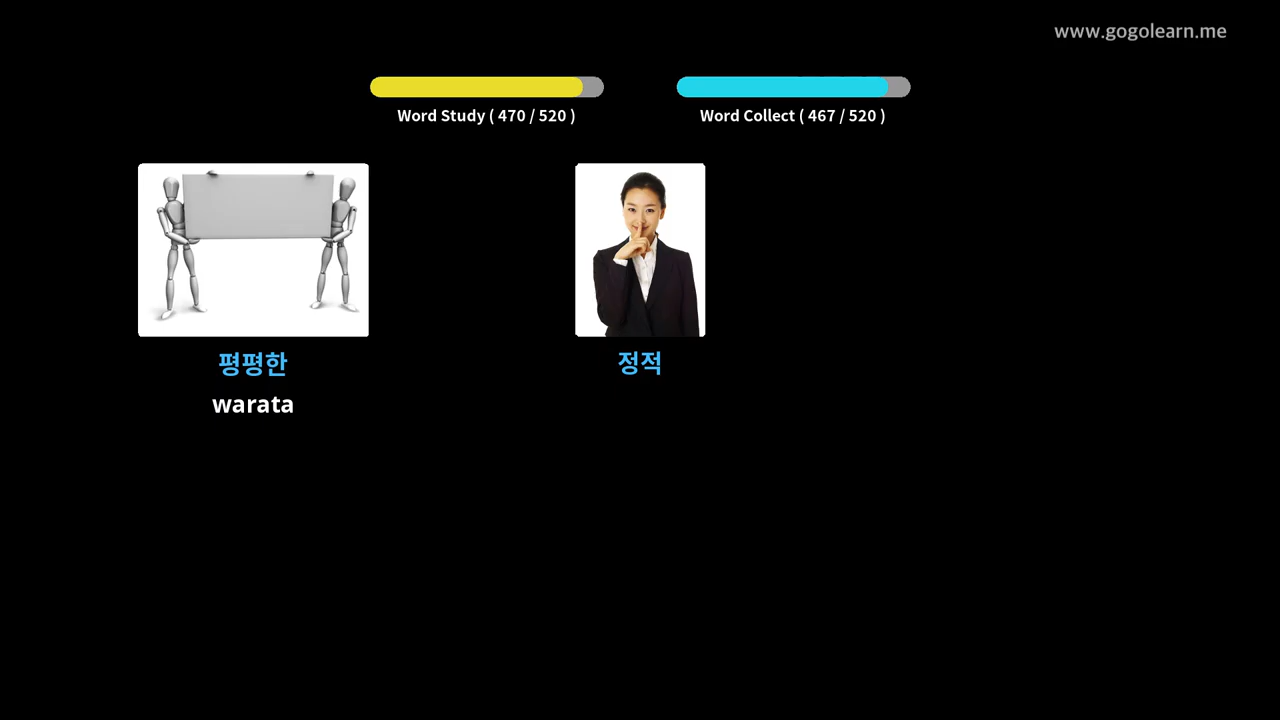 www.gogolearn.me
Word Study ( 470 / 520 )
Word Collect ( 467 / 520 )
평평한
정적
warata